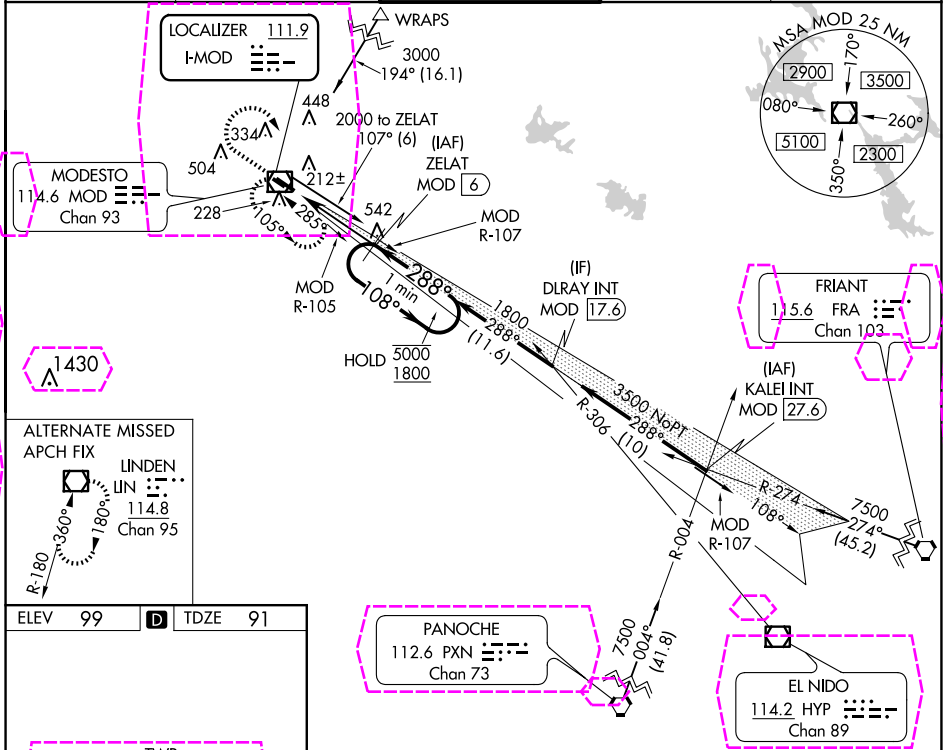 LOCALIZER 111.9
I-MOD
WRAPS
3000
194° (16.1)
MSA MOD 25 NM
170°
2900
3500
080°
260°
5100
2300
350°
448
334
504
212±
228
2000 to ZELAT
107° (6)
(IAF)
ZELAT
MOD 6
MODESTO
114.6 MOD
Chan 93
105°
285°
542
MOD
R-107
MOD
R-105
288°
1 min
108°
HOLD 5000
1800
1800
288°
(11.6)
(IF)
DLRAY INT
MOD 17.6
FRIANT
115.6 FRA
Chan 103
3500 NoPT
288°
(10)
R-306
(IAF)
KALEI INT
MOD 27.6
R-274
108°
MOD
R-107
7500
274°
(45.2)
R-004
7500
004°
(41.8)
1430
ALTERNATE MISSED
APCH FIX
LINDEN
LIN
114.8
Chan 95
360°
180°
R-180
ELEV 99 D TDZE 91
PANOCHE
112.6 PXN
Chan 73
EL NIDO
114.2 HYP
Chan 89